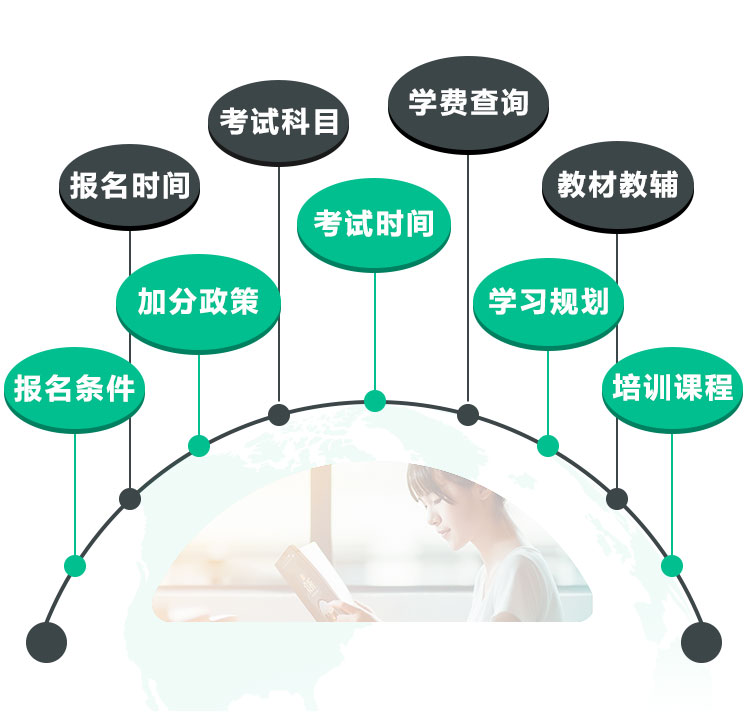 学费查询
考试科目
报名时间
教材教辅
考试时间
加分政策
学习规划
报名条件
培训课程